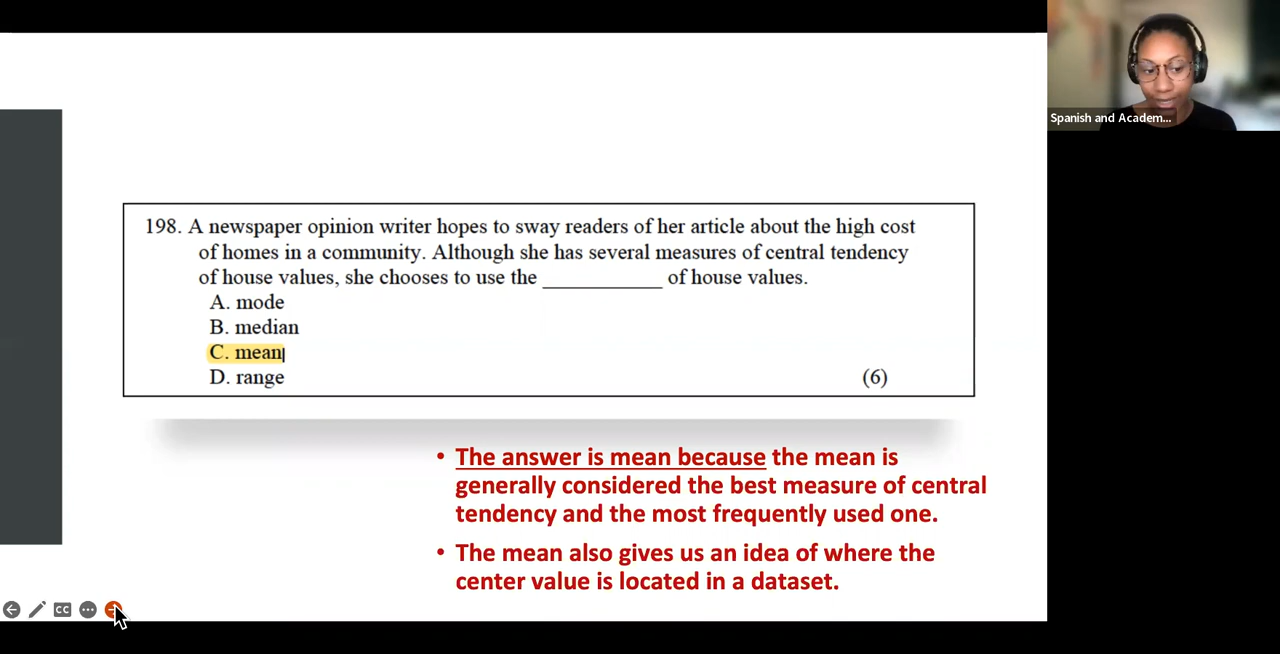 Spanish and Academ...
198. A newspaper opinion writer hopes to sway readers of her article about the high cost
of homes in a community. Although she has several measures of central tendency
of house values, she chooses to use the __________ of house values.
A. mode
B. median
C. mean
D. range (6)
• The answer is mean because the mean is
generally considered the best measure of central
tendency and the most frequently used one.
• The mean also gives us an idea of where the
center value is located in a dataset.
CC